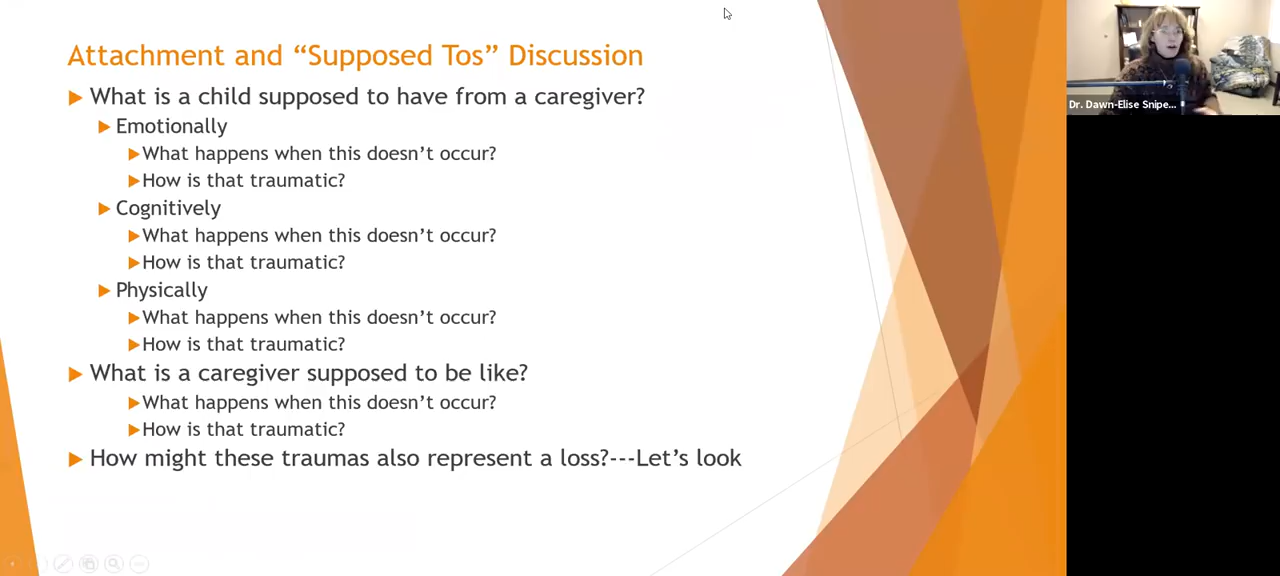 Attachment and “Supposed Tos” Discussion
What is a child supposed to have from a caregiver?
Emotionally
What happens when this doesn’t occur?
How is that traumatic?
Cognitively
What happens when this doesn’t occur?
How is that traumatic?
Physically
What happens when this doesn’t occur?
How is that traumatic?
What is a caregiver supposed to be like?
What happens when this doesn’t occur?
How is that traumatic?
How might these traumas also represent a loss?---Let’s look
Dr. Dawn-Elise Snipe...